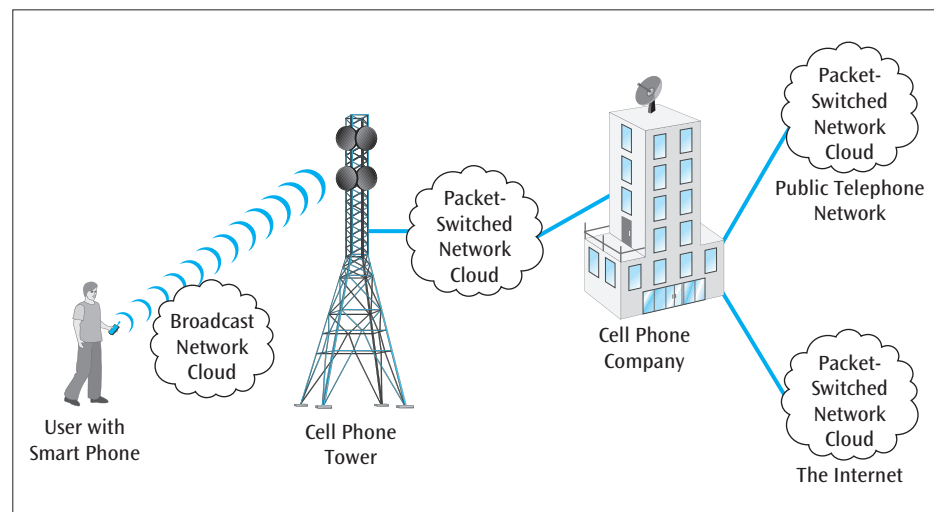 User with
Smart Phone
Broadcast
Network
Cloud
Cell Phone
Tower
Packet-
Switched
Network
Cloud
Cell Phone
Company
Packet-
Switched
Network
Cloud
Public Telephone
Network
Packet-
Switched
Network
Cloud
The Internet